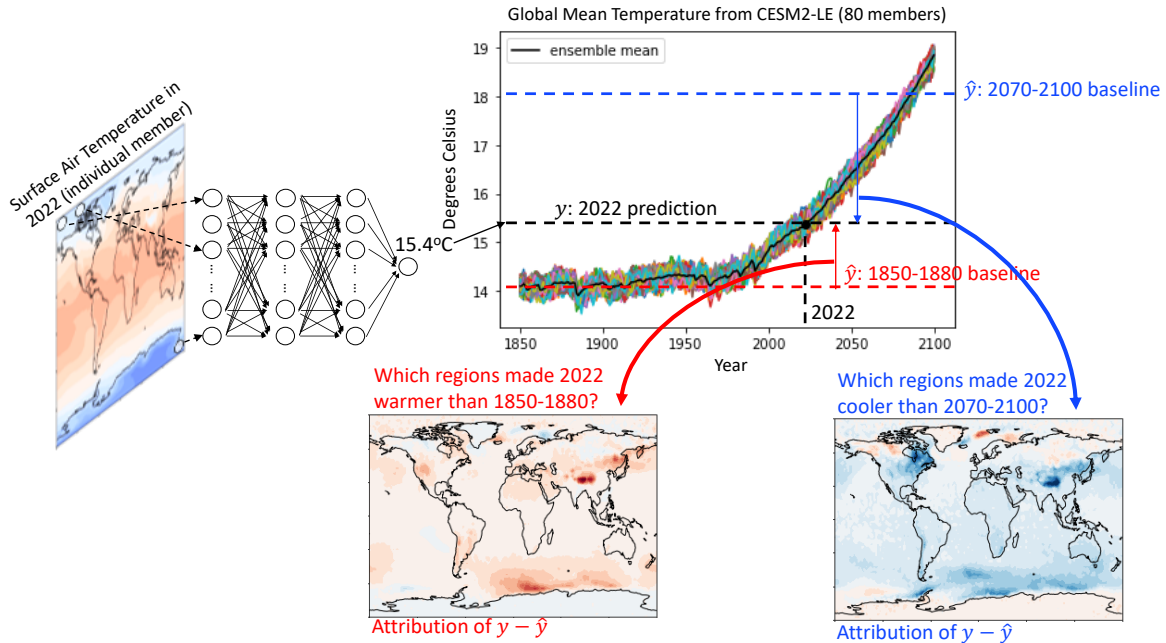 Global Mean Temperature from CESM2-LE (80 members)
Surface Air Temperature in
2022 (individual member)
ensemble mean
Degrees Celsius
19
18
17
16
15
14
ŷ: 2070-2100 baseline
y: 2022 prediction
15.4ºC
ŷ: 1850-1880 baseline
2022
1850
1900
1950
2000
2050
2100
Year
Which regions made 2022
warmer than 1850-1880?
Attribution of y − ŷ
Which regions made 2022
cooler than 2070-2100?
Attribution of y − ŷ